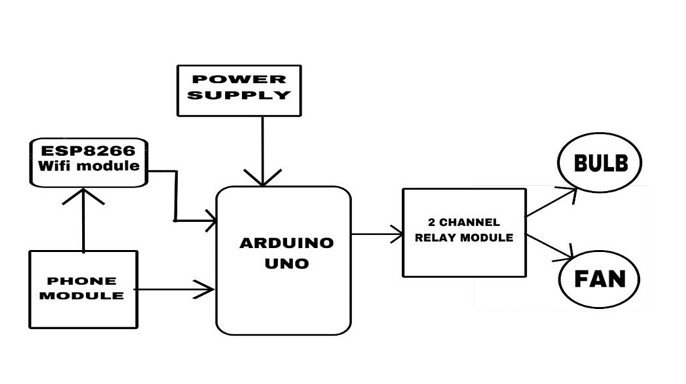 POWER
SUPPLY
ESP8266
Wifi module
BULB
2 CHANNEL
RELAY MODULE
ARDUINO
UNO
PHONE
MODULE
FAN